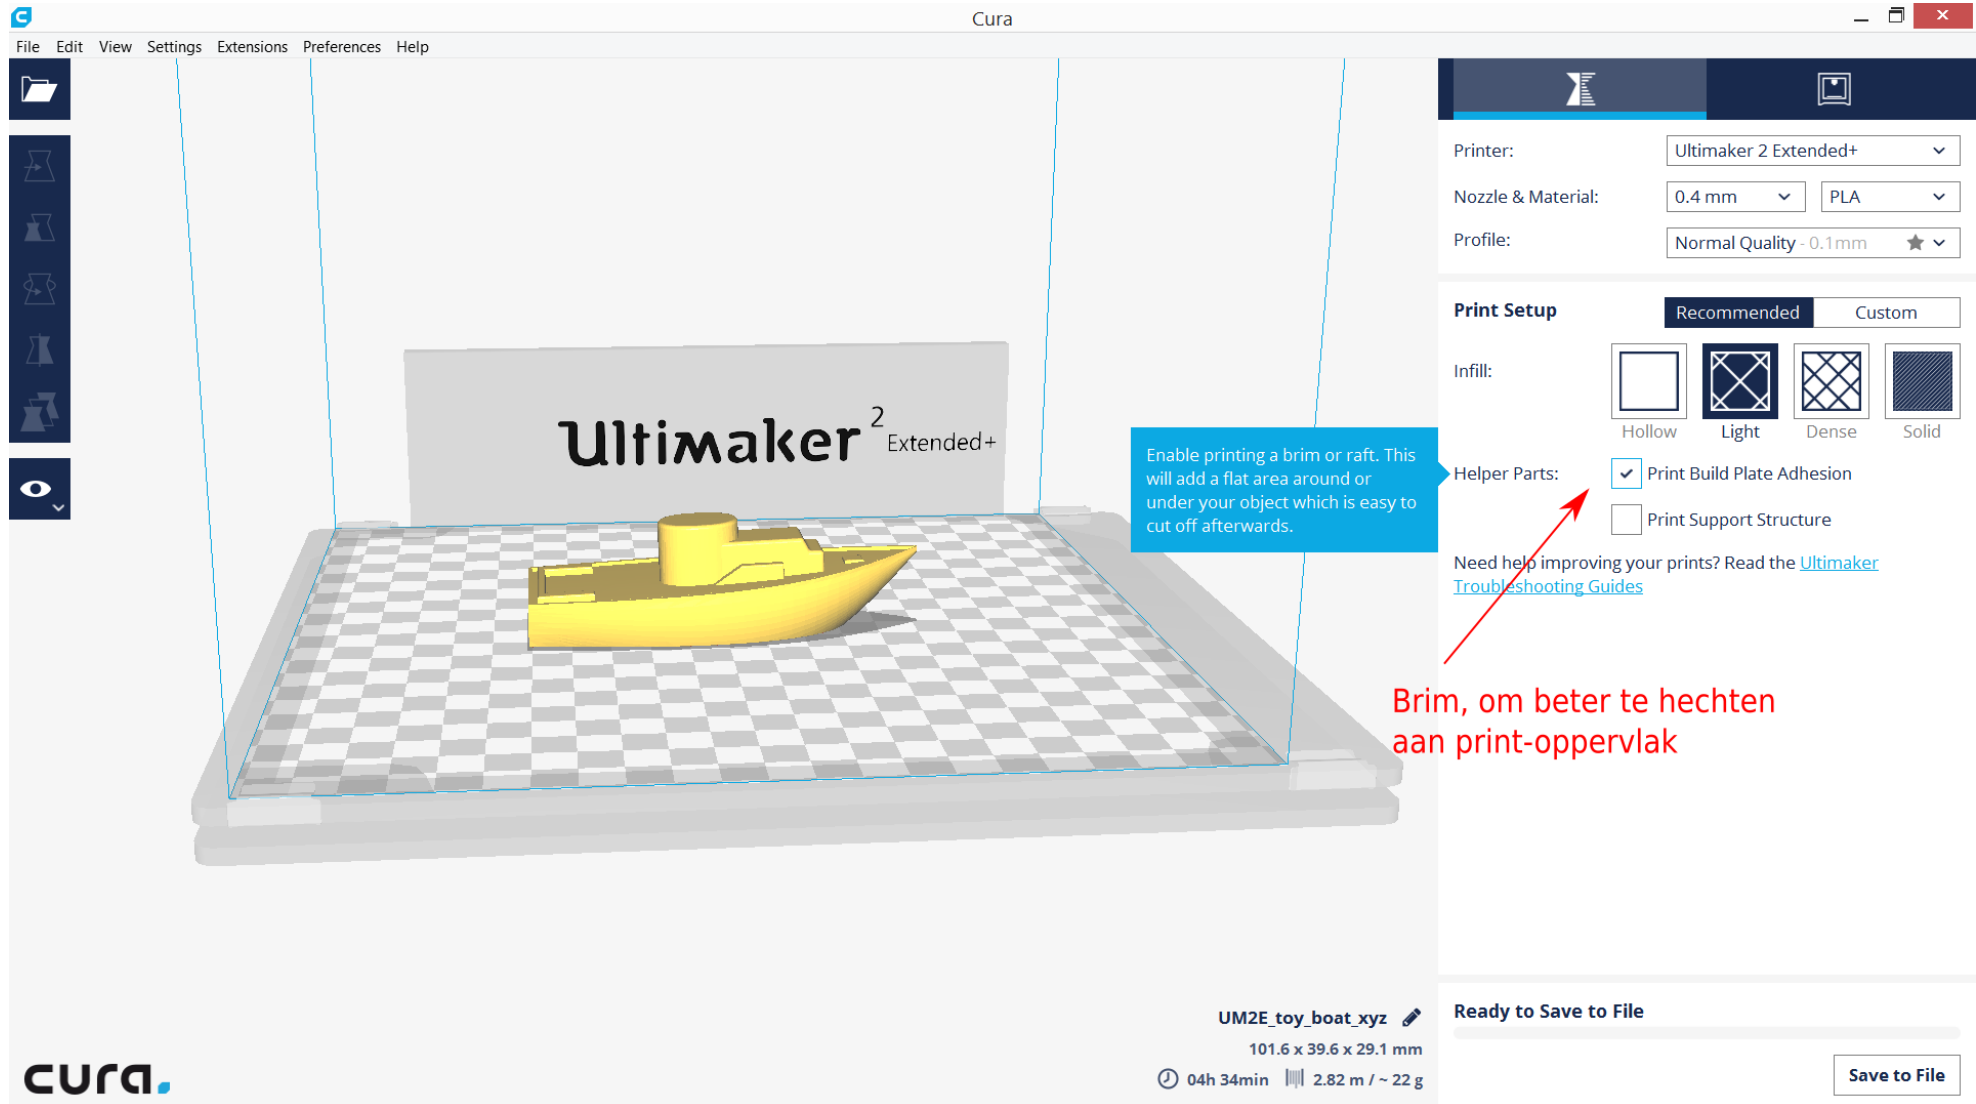 Cura
File Edit View Settings Extensions Preferences Help
Printer:
Ultimaker 2 Extended+
Nozzle & Material:
0.4 mm
PLA
Profile:
Normal Quality - 0.1mm
Print Setup
Recommended
Custom
Infill:
Hollow
Light
Dense
Solid
Ultimaker 2 Extended+
Enable printing a brim or raft. This
will add a flat area around or
under your object which is easy to
cut off afterwards.
Helper Parts:
Print Build Plate Adhesion
Print Support Structure
Need help improving your prints? Read the Ultimaker
Troubleshooting Guides
Brim, om beter te hechten
aan print-oppervlak
UM2E_toy_boat_xyz
101.6 x 39.6 x 29.1 mm
04h 34min
2.82 m / ~ 22 g
Ready to Save to File
Save to File
cura.